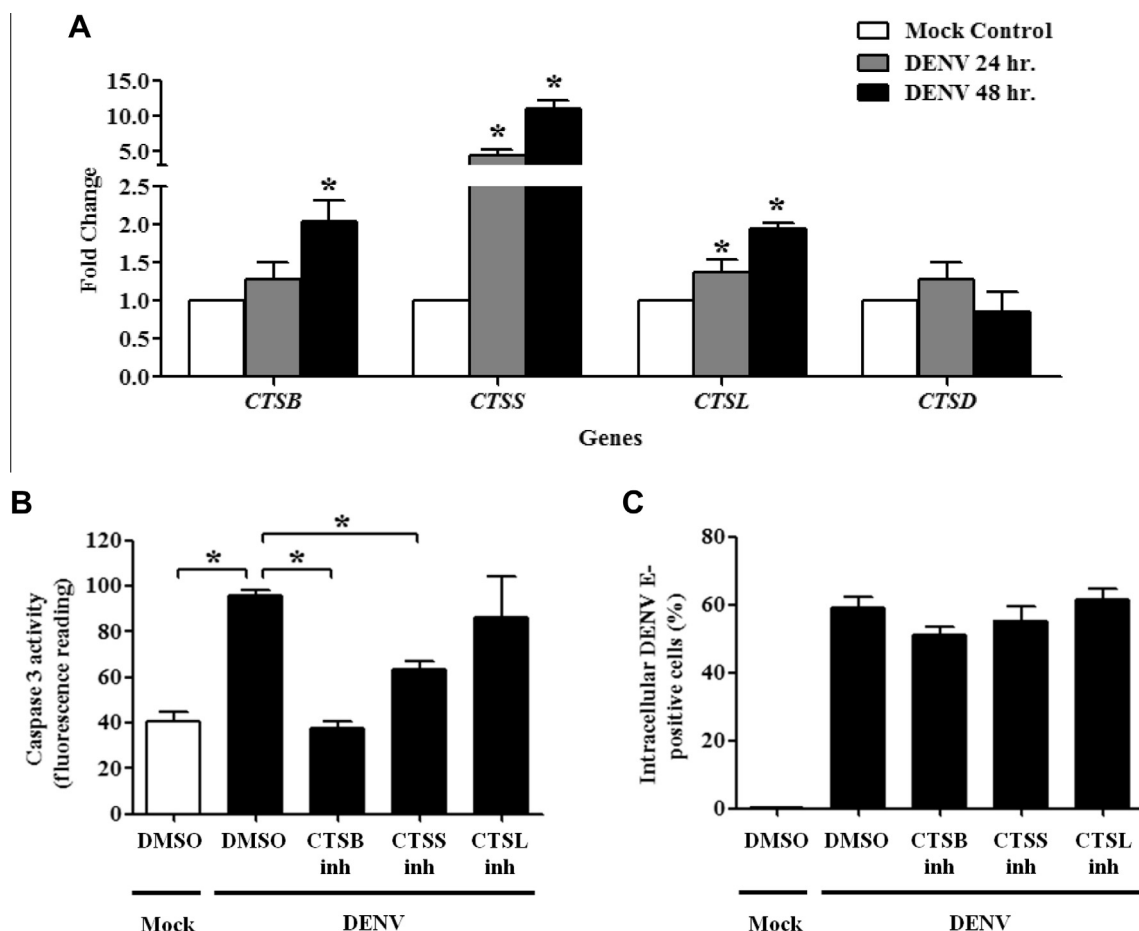 A
Mock Control
DENV 24 hr.
DENV 48 hr.
Fold Change
15.0
10.0
5.0
2.5
2.0
1.5
1.0
0.5
0.0
*
*
*
*
*
CTSB
CTSS
CTSL
CTSD
Genes
B
Caspase 3 activity
(fluorescence reading)
120
100
80
60
40
20
0
*
*
*
DMSO
DMSO
CTSB
inh
CTSS
inh
CTSL
inh
Mock
DENV
C
Intracellular DENV E-
positive cells (%)
80
60
40
20
0
DMSO
DMSO
CTSB
inh
CTSS
inh
CTSL
inh
Mock
DENV